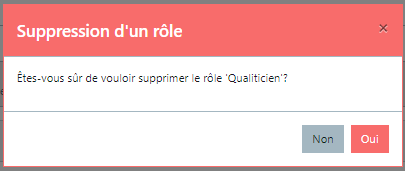 Suppression d'un rôle ×
Êtes-vous sûr de vouloir supprimer le rôle 'Qualiticien'?
Non Oui